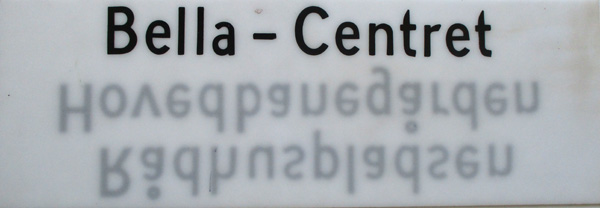 Bella – Centret
Hovedbanegården
Rådhuspladsen